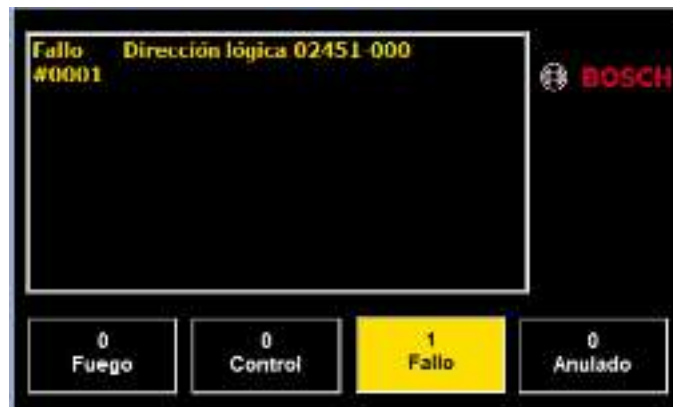 Fallo Dirección lógica 02451-000
#0001
BOSCH
0
Fuego
0
Control
1
Fallo
0
Anulado